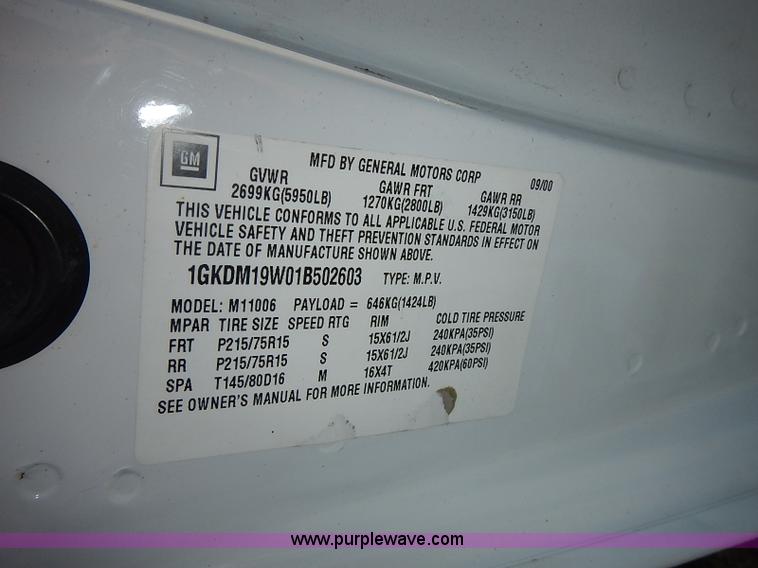 GM
MFD BY GENERAL MOTORS CORP 09/00
GVWR GAWR FRT GAWR RR
2699KG(5950LB) 1270KG(2800LB) 1429KG(3150LB)
THIS VEHICLE CONFORMS TO ALL APPLICABLE U.S. FEDERAL MOTOR
VEHICLE SAFETY AND THEFT PREVENTION STANDARDS IN EFFECT ON
THE DATE OF MANUFACTURE SHOWN ABOVE.
1GKDM19W01B502603 TYPE: M.P.V.
MODEL: M11006 PAYLOAD = 646KG(1424LB)
MPAR TIRE SIZE SPEED RTG RIM COLD TIRE PRESSURE
FRT P215/75R15 S 15X61/2J 240KPA(35PSI)
RR P215/75R15 S 15X61/2J 240KPA(35PSI)
SPA T145/80D16 M 16X4T 420KPA(60PSI)
SEE OWNER'S MANUAL FOR MORE INFORMATION.
www.purplewave.com